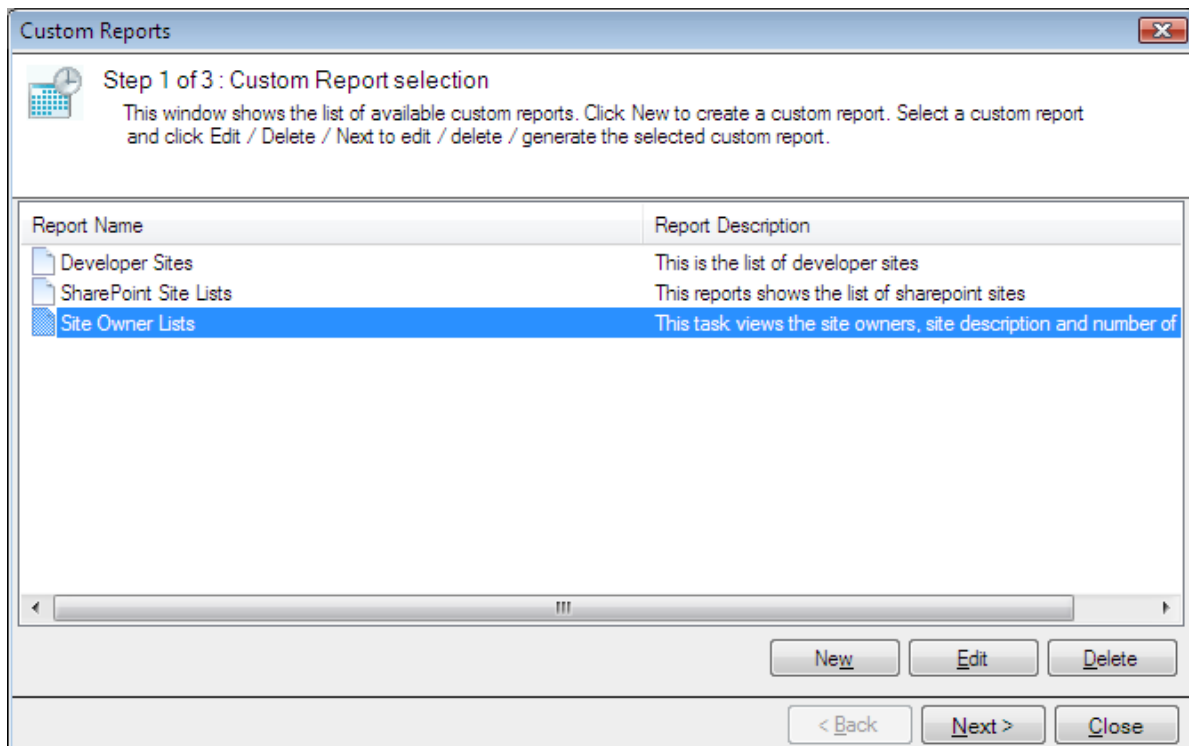 Custom Reports
Step 1 of 3 : Custom Report selection
This window shows the list of available custom reports. Click New to create a custom report. Select a custom report
and click Edit / Delete / Next to edit / delete / generate the selected custom report.
Report Name Report Description
Developer Sites This is the list of developer sites
SharePoint Site Lists This reports shows the list of sharepoint sites
Site Owner Lists This task views the site owners, site description and number of
New Edit Delete
< Back Next > Close